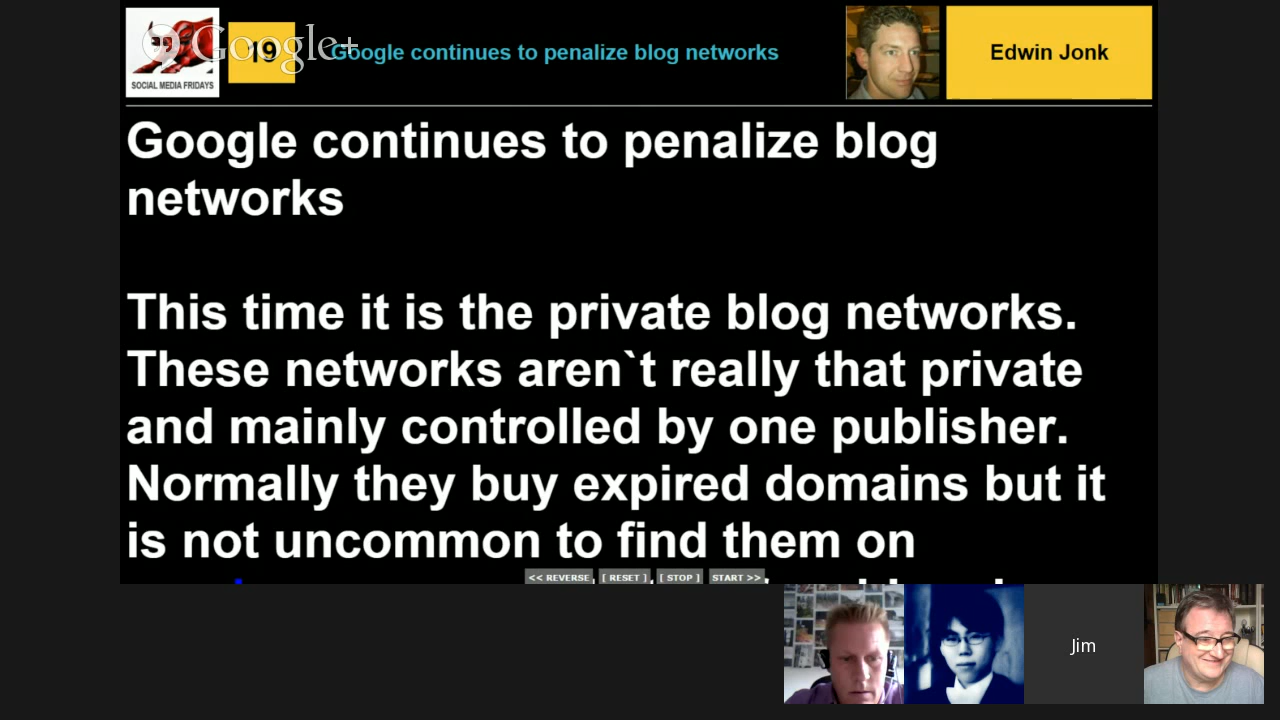 Google+
SOCIAL MEDIA FRIDAYS
19
Google continues to penalize blog networks
Edwin Jonk
Google continues to penalize blog
networks
This time it is the private blog networks.
These networks aren`t really that private
and mainly controlled by one publisher.
Normally they buy expired domains but it
is not uncommon to find them on
<< REVERSE [ RESET ] [ STOP ] START >>
Jim